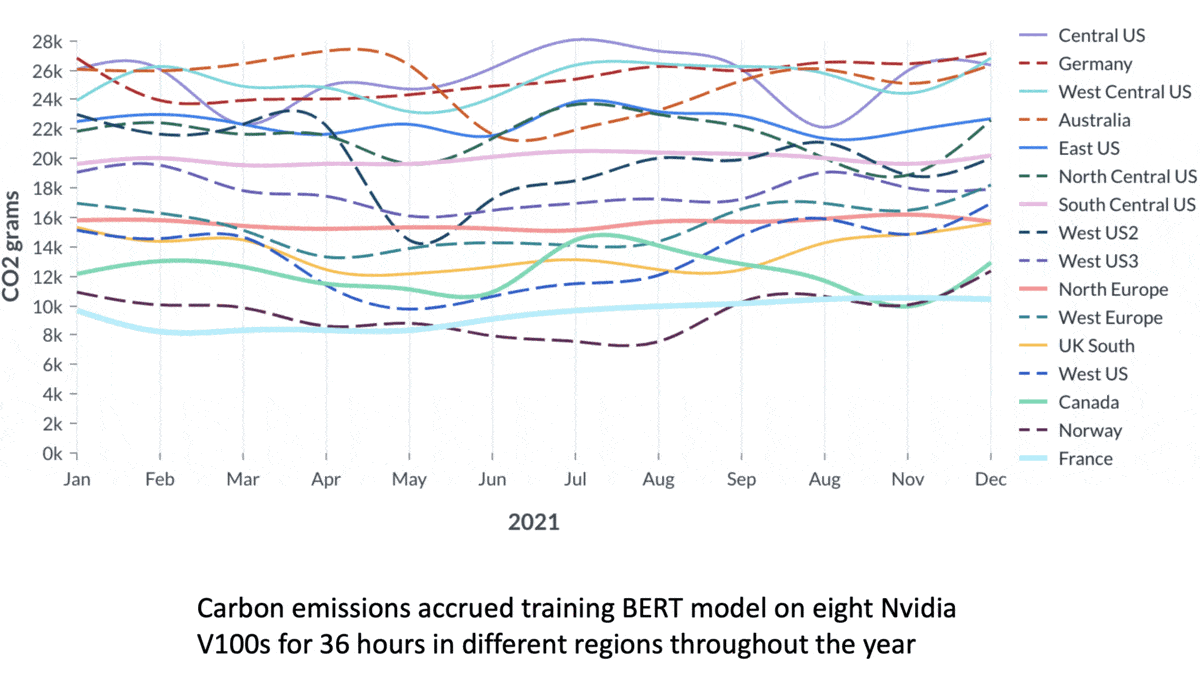 28k
26k
24k
22k
20k
18k
16k
14k
12k
10k
8k
6k
4k
2k
0k
CO2 grams
Jan Feb Mar Apr May Jun Jul Aug Sep Aug Nov Dec
2021
Central US
Germany
West Central US
Australia
East US
North Central US
South Central US
West US2
West US3
North Europe
West Europe
UK South
West US
Canada
Norway
France
Carbon emissions accrued training BERT model on eight Nvidia
V100s for 36 hours in different regions throughout the year